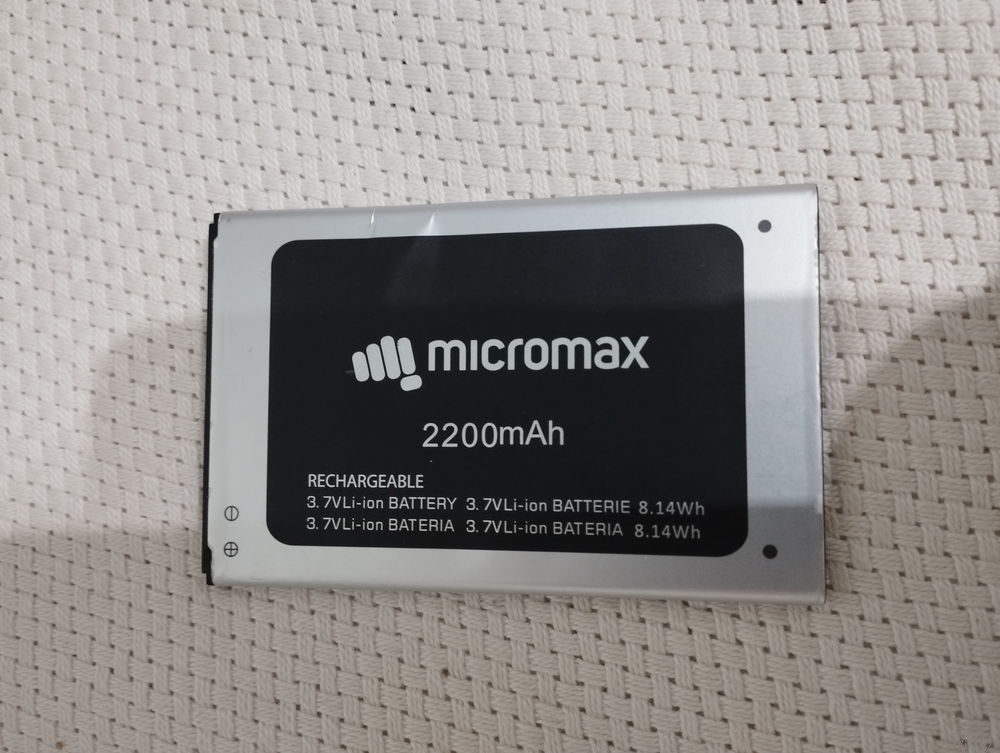 micromax
2200mAh
RECHARGEABLE
3.7VLi-ion BATTERY 3.7VLi-ion BATTERIE 8.14Wh
3.7VLi-ion BATERIA 3.7VLi-ion BATERIA 8.14Wh